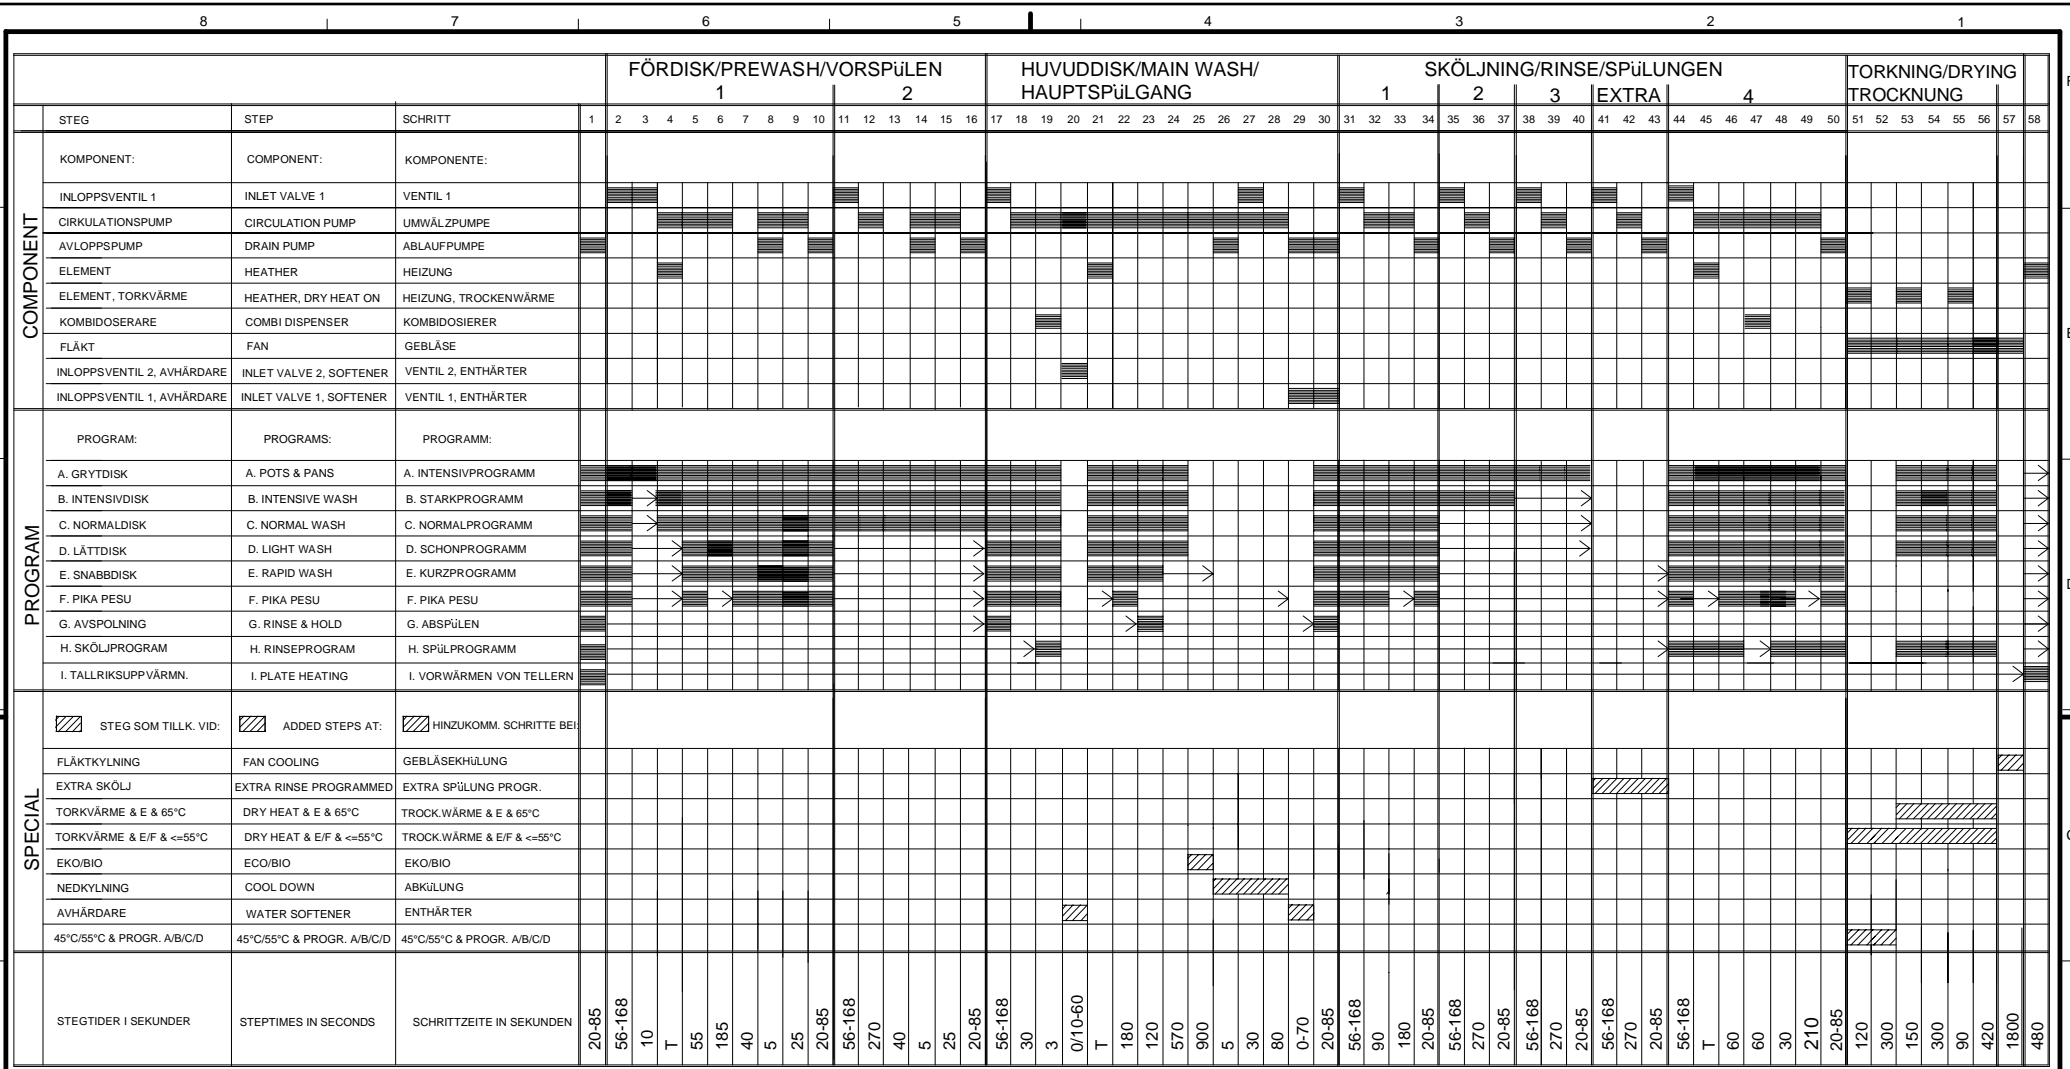 8 7 6 5 4 3 2 1
FÖRDISK/PREWASH/VORSPüLEN HUVUDDISK/MAIN WASH/ SKÖLJNING/RINSE/SPüLUNGEN TORKNING/DRYING
1 2 HAUPTSPüLGANG 1 2 3 EXTRA 4 TROCKNUNG
STEG STEP SCHRITT 1 2 3 4 5 6 7 8 9 10 11 12 13 14 15 16 17 18 19 20 21 22 23 24 25 26 27 28 29 30 31 32 33 34 35 36 37 38 39 40 41 42 43 44 45 46 47 48 49 50 51 52 53 54 55 56 57 58
COMPONENT
KOMPONENT: COMPONENT: KOMPONENTE:
INLOPPSVENTIL 1 INLET VALVE 1 VENTIL 1
CIRKULATIONSPUMP CIRCULATION PUMP UMWÄLZPUMPE
AVLOPPSPUMP DRAIN PUMP ABLAUFPUMPE
ELEMENT HEATHER HEIZUNG
ELEMENT, TORKVÄRME HEATHER, DRY HEAT ON HEIZUNG, TROCKENWÄRME
KOMBIDOSERARE COMBI DISPENSER KOMBIDOSIERER
FLÄKT FAN GEBLÄSE
INLOPPSVENTIL 2, AVHÄRDARE INLET VALVE 2, SOFTENER VENTIL 2, ENTHÄRTER
INLOPPSVENTIL 1, AVHÄRDARE INLET VALVE 1, SOFTENER VENTIL 1, ENTHÄRTER
PROGRAM
PROGRAM: PROGRAMS: PROGRAMM:
A. GRYTDISK A. POTS & PANS A. INTENSIVPROGRAMM
B. INTENSIVDISK B. INTENSIVE WASH B. STARKPROGRAMM
C. NORMALDISK C. NORMAL WASH C. NORMALPROGRAMM
D. LÄTTDISK D. LIGHT WASH D. SCHONPROGRAMM
E. SNABBDISK E. RAPID WASH E. KURZPROGRAMM
F. PIKA PESU F. PIKA PESU F. PIKA PESU
G. AVSPOLNING G. RINSE & HOLD G. ABSPüLEN
H. SKÖLJPROGRAM H. RINSEPROGRAM H. SPüLPROGRAMM
I. TALLRIKSUPPVÄRMN. I. PLATE HEATING I. VORWÄRMEN VON TELLERN
SPECIAL
STEG SOM TILLK. VID: ADDED STEPS AT: HINZUKOMM. SCHRITTE BEI:
FLÄKTKYLNING FAN COOLING GEBLÄSEKHüLUNG
EXTRA SKÖLJ EXTRA RINSE PROGRAMMED EXTRA SPüLUNG PROGR.
TORKVÄRME & E & 65°C DRY HEAT & E & 65°C TROCK.WÄRME & E & 65°C
TORKVÄRME & E/F & <=55°C DRY HEAT & E/F & <=55°C TROCK.WÄRME & E/F & <=55°C
EKO/BIO ECO/BIO EKO/BIO
NEDKYLNING COOL DOWN ABKüLUNG
AVHÄRDARE WATER SOFTENER ENTHÄRTER
45°C/55°C & PROGR. A/B/C/D 45°C/55°C & PROGR. A/B/C/D 45°C/55°C & PROGR. A/B/C/D
STEGTIDER I SEKUNDER STEPTIMES IN SECONDS SCHRITTZEITE IN SEKUNDEN 20-85 56-168 10 T 55 185 40 5 25 20-85 56-168 270 40 5 25 20-85 56-168 30 3 0/10-60 T 180 120 570 900 5 30 80 0-70 20-85 56-168 90 180 20-85 56-168 270 20-85 56-168 270 20-85 56-168 270 20-85 56-168 T 60 60 30 210 20-85 120 300 150 300 90 420 1800 480